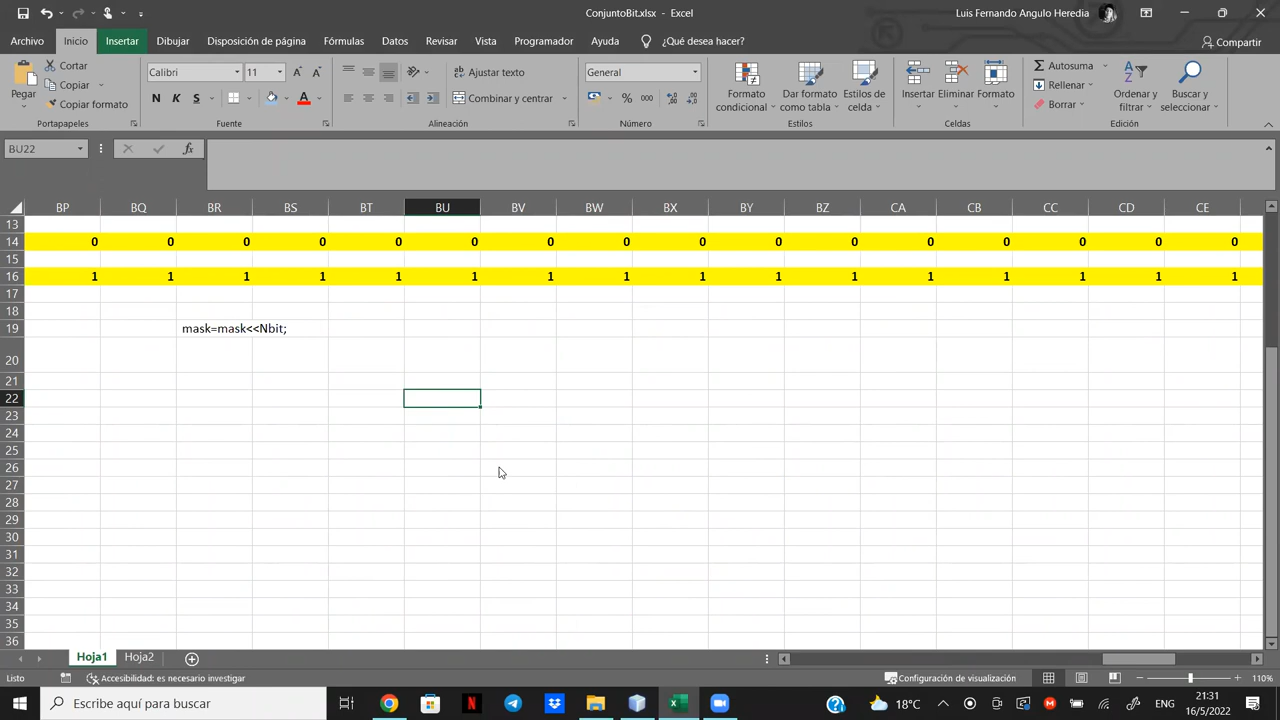 ConjuntoBit.xlsx - Excel
Luis Fernando Angulo Heredia
Archivo Inicio Insertar Dibujar Disposición de página Fórmulas Datos Revisar Vista Programador Ayuda ¿Qué desea hacer? Compartir
Pegar
Cortar
Copiar
Copiar formato
Portapapeles
Calibri 11
N K S
Fuente
Ajustar texto
Combinar y centrar
Alineación
General
% 000
Número
Formato condicional
Dar formato como tabla
Estilos de celda
Estilos
Insertar Eliminar Formato
Celdas
Autosuma
Rellenar
Borrar
Ordenar y filtrar
Buscar y seleccionar
Edición
BU22 fx
BP BQ BR BS BT BU BV BW BX BY BZ CA CB CC CD CE
13
14 0 0 0 0 0 0 0 0 0 0 0 0 0 0 0 0
15
16 1 1 1 1 1 1 1 1 1 1 1 1 1 1 1 1
17
18
19 mask=mask<<Nbit;
20
21
22
23
24
25
26
27
28
29
30
31
32
33
34
35
36
Hoja1 Hoja2
Listo Accesibilidad: es necesario investigar Configuración de visualización 110%
Escribe aquí para buscar 18°C ENG 21:31
16/5/2022